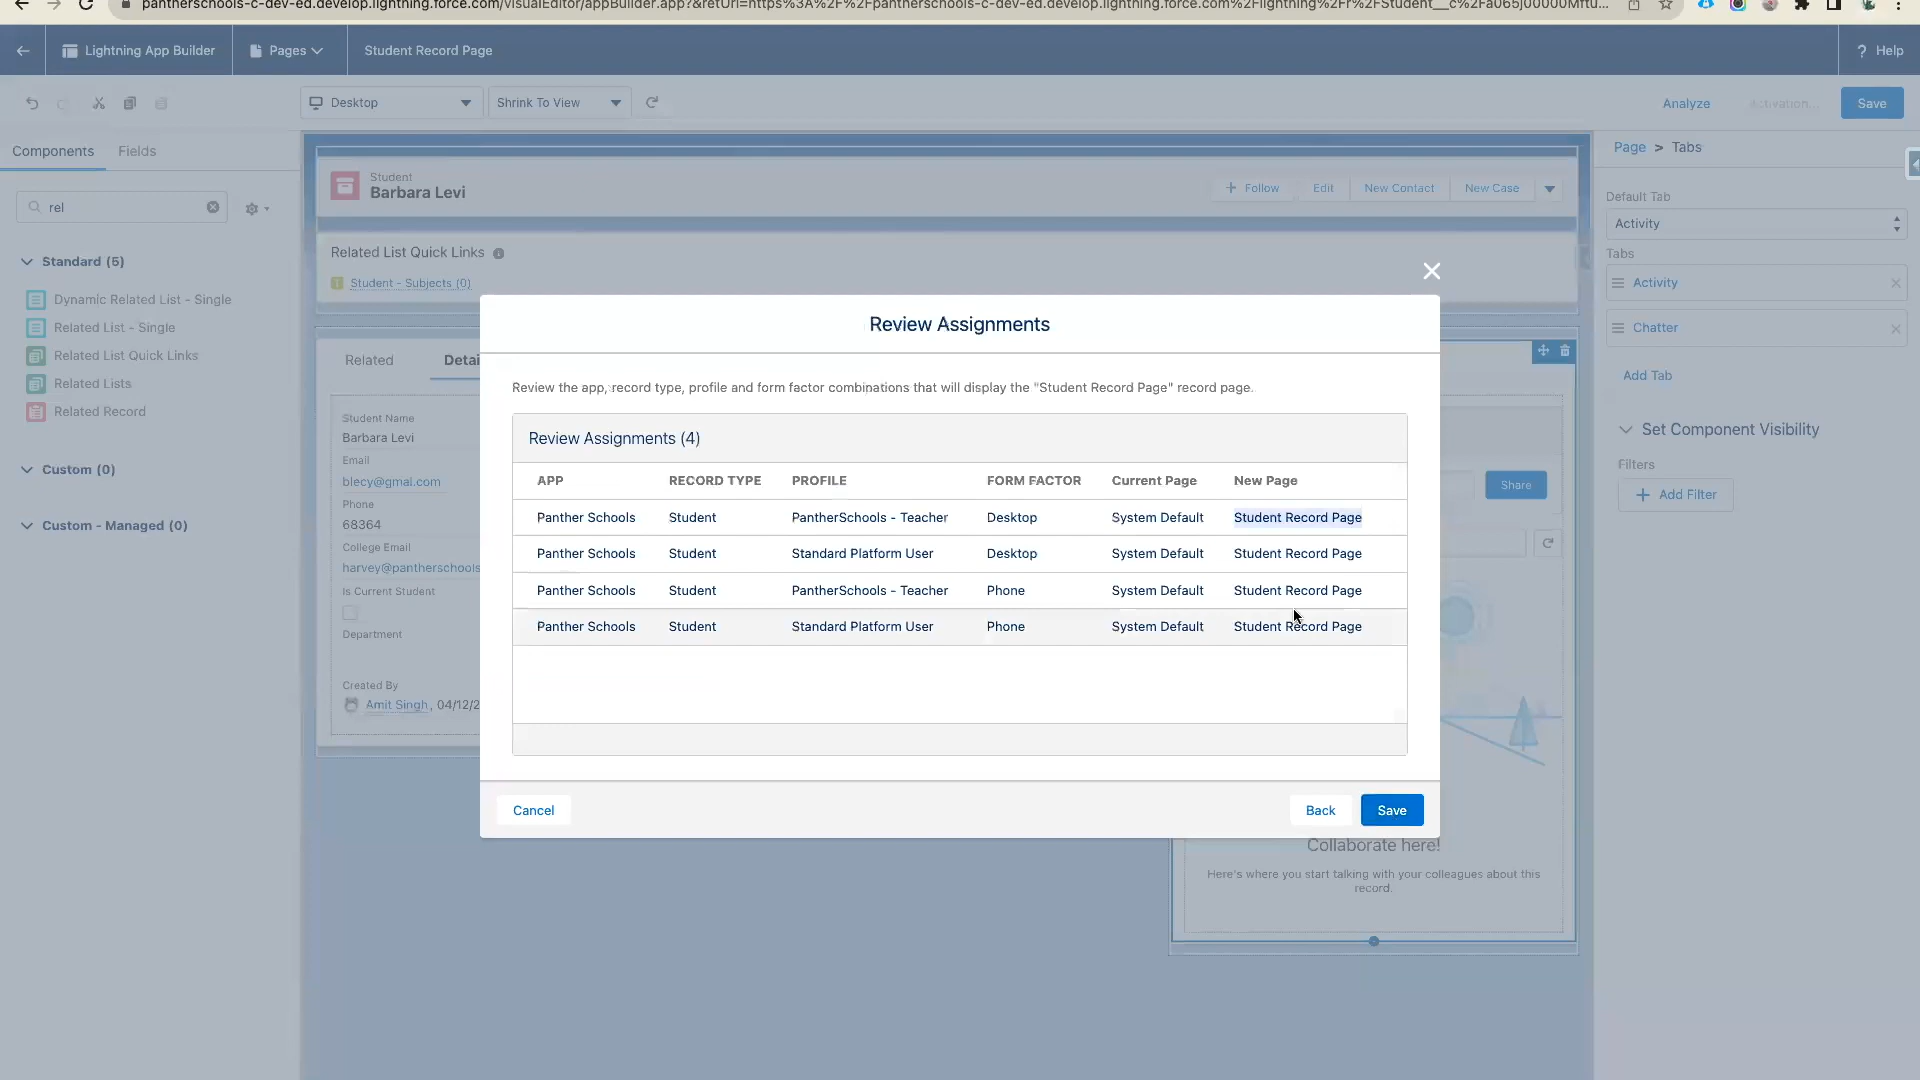 pantherschools-c-dev-ed.develop.lightning.force.com/visualEditor/appBuilder.app?&retUrl=https%3A%2F%2Fpantherschools-c-dev-ed.develop.lightning.force.com%2Flightning%2Fr%2FStudent__c%2Fa065j00000Mftu...
Lightning App Builder Pages Student Record Page ? Help
Desktop Shrink To View Analyze Activation... Save
Components Fields
rel
Standard (5)
Dynamic Related List - Single
Related List - Single
Related List Quick Links
Related Lists
Related Record
Custom (0)
Custom - Managed (0)
Student
Barbara Levi
Follow Edit New Contact New Case
Related List Quick Links
Student - Subjects (0)
Related Detai
Student Name
Barbara Levi
Email
blecy@gmal.com
Phone
68364
College Email
harvey@pantherschools
Is Current Student
Department
Created By
Amit Singh, 04/12/2
Review Assignments
Review the app, record type, profile and form factor combinations that will display the "Student Record Page" record page.
Review Assignments (4)
APP RECORD TYPE PROFILE FORM FACTOR Current Page New Page
Panther Schools Student PantherSchools - Teacher Desktop System Default Student Record Page
Panther Schools Student Standard Platform User Desktop System Default Student Record Page
Panther Schools Student PantherSchools - Teacher Phone System Default Student Record Page
Panther Schools Student Standard Platform User Phone System Default Student Record Page
Cancel Back Save
Share
Collaborate here!
Here's where you start talking with your colleagues about this
record.
Page > Tabs
Default Tab
Activity
Tabs
Activity
Chatter
Add Tab
Set Component Visibility
Filters
Add Filter